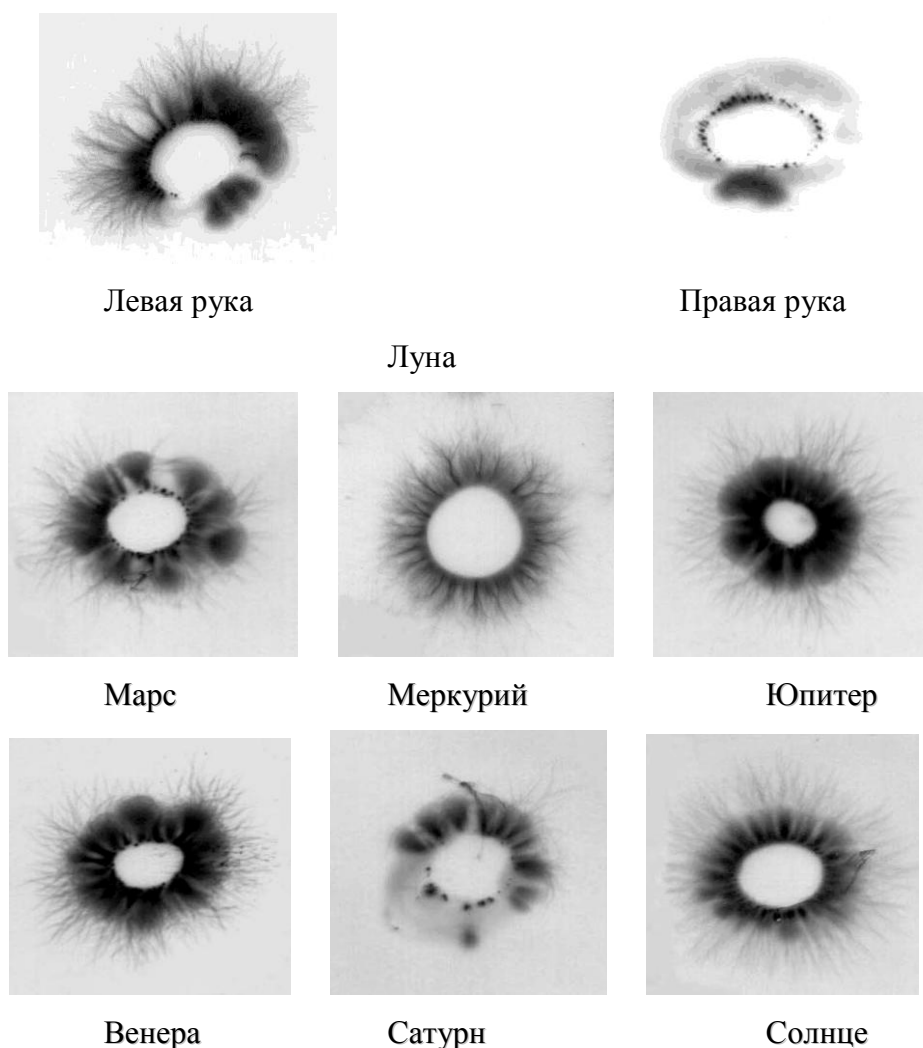 Левая рука Правая рука
Луна
Марс Меркурий Юпитер
Венера Сатурн Солнце